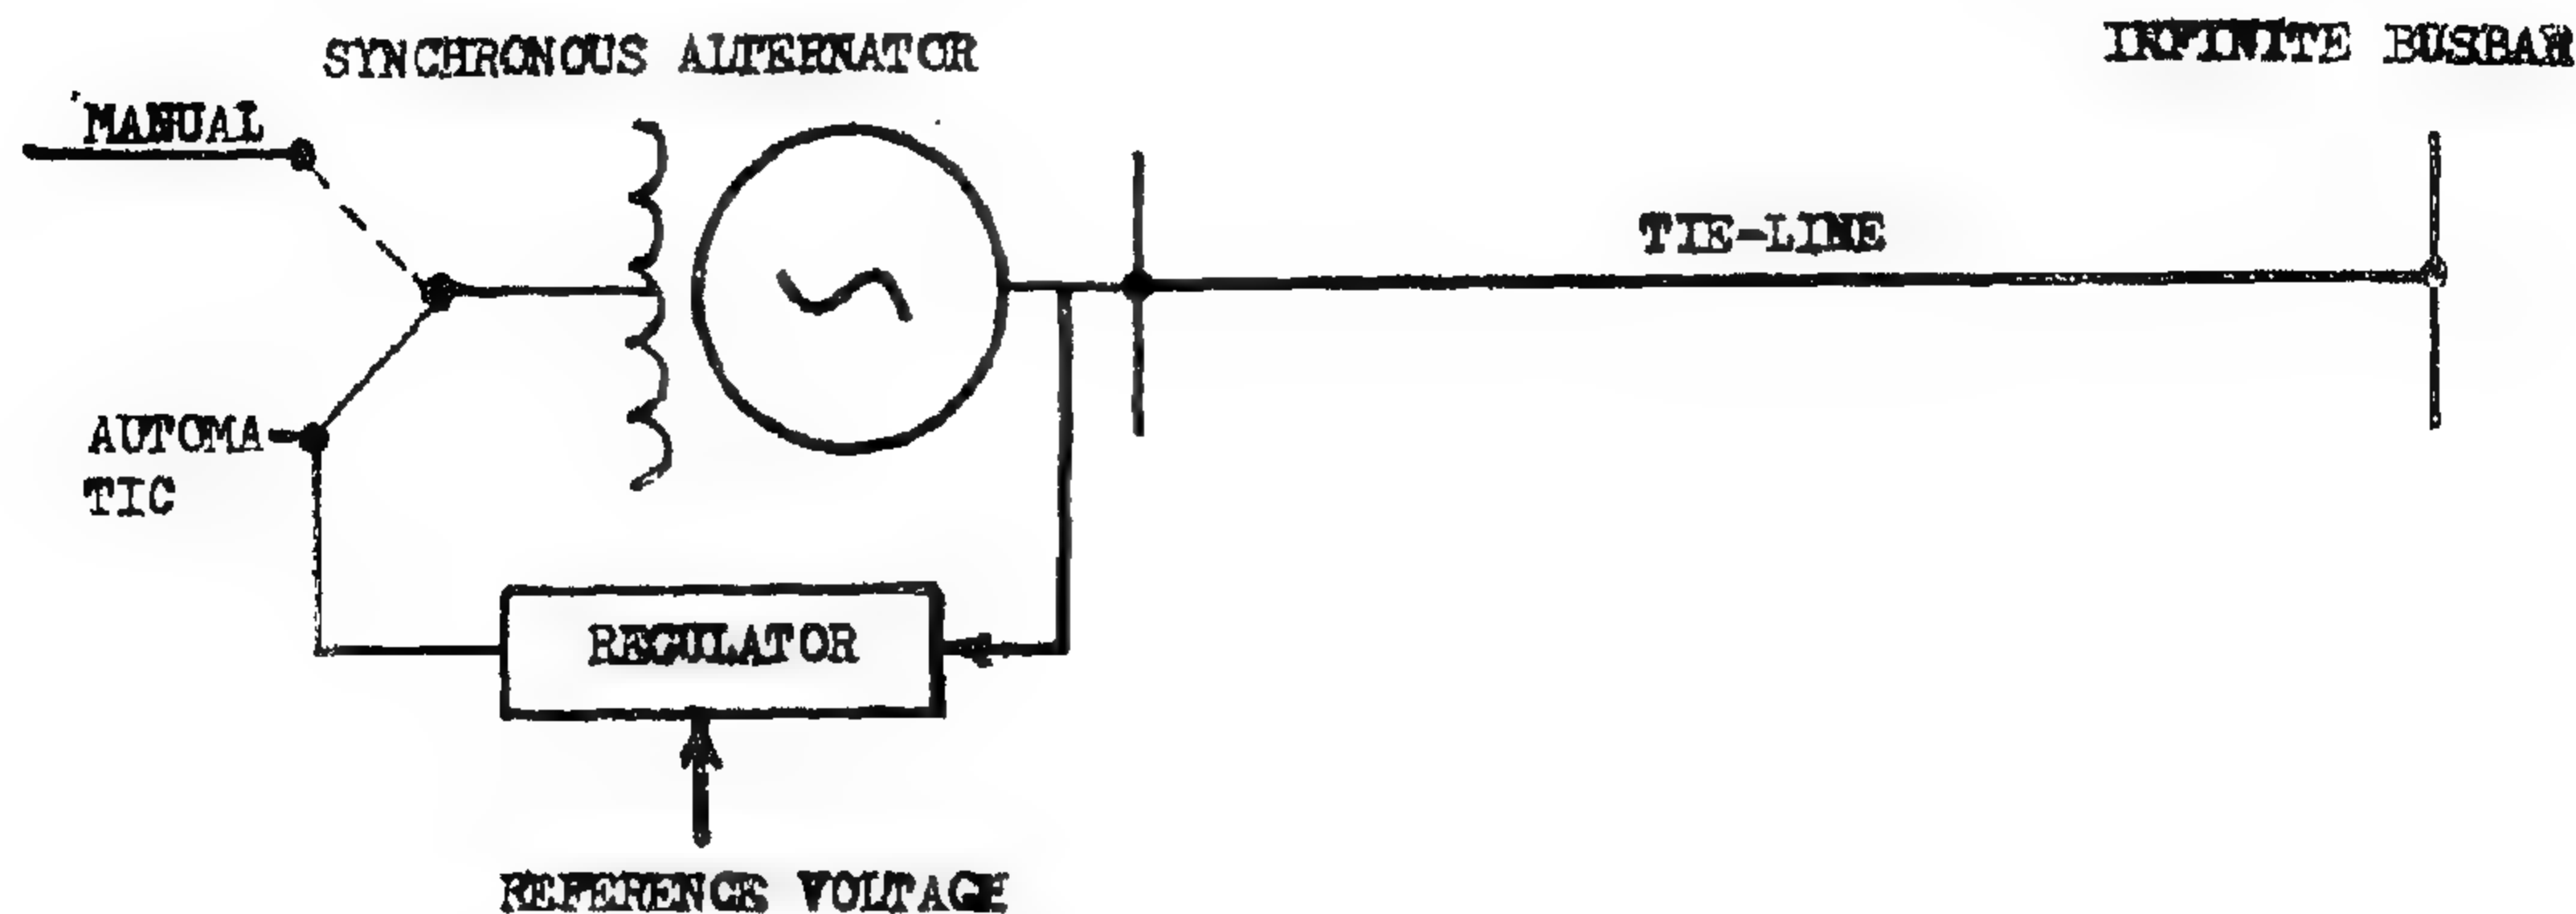 SYNCHRONOUS ALTERNATOR
INFINITE BUSBAR
MANUAL
TIE-LINE
AUTOMA
TIC
REGULATOR
REFERENCE VOLTAGE